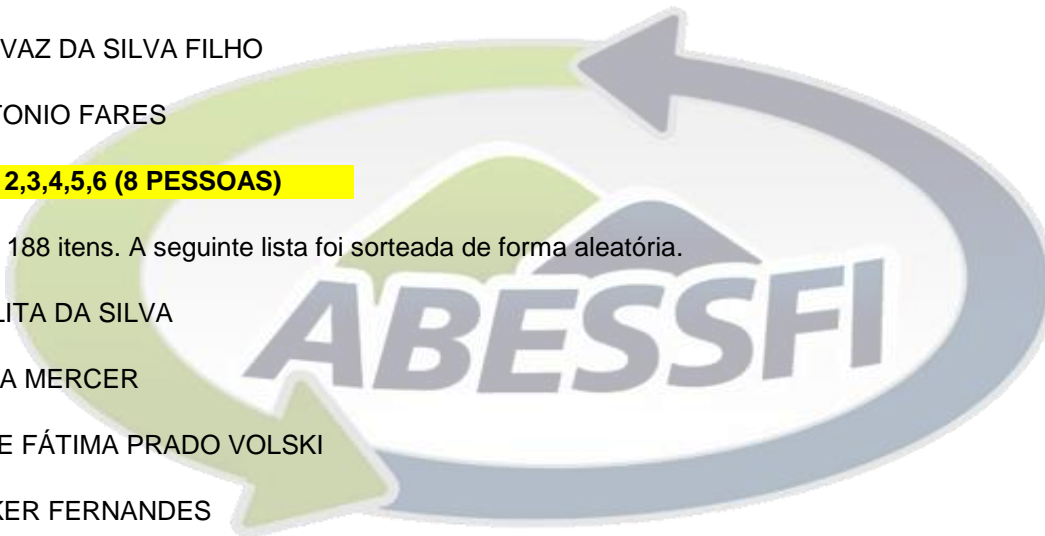 VAZ DA SILVA FILHO
TONIO FARES
2,3,4,5,6 (8 PESSOAS)
188 itens. A seguinte lista foi sorteada de forma aleatória.
LITA DA SILVA
A MERCER
E FÁTIMA PRADO VOLSKI
KER FERNANDES
ABESSFI